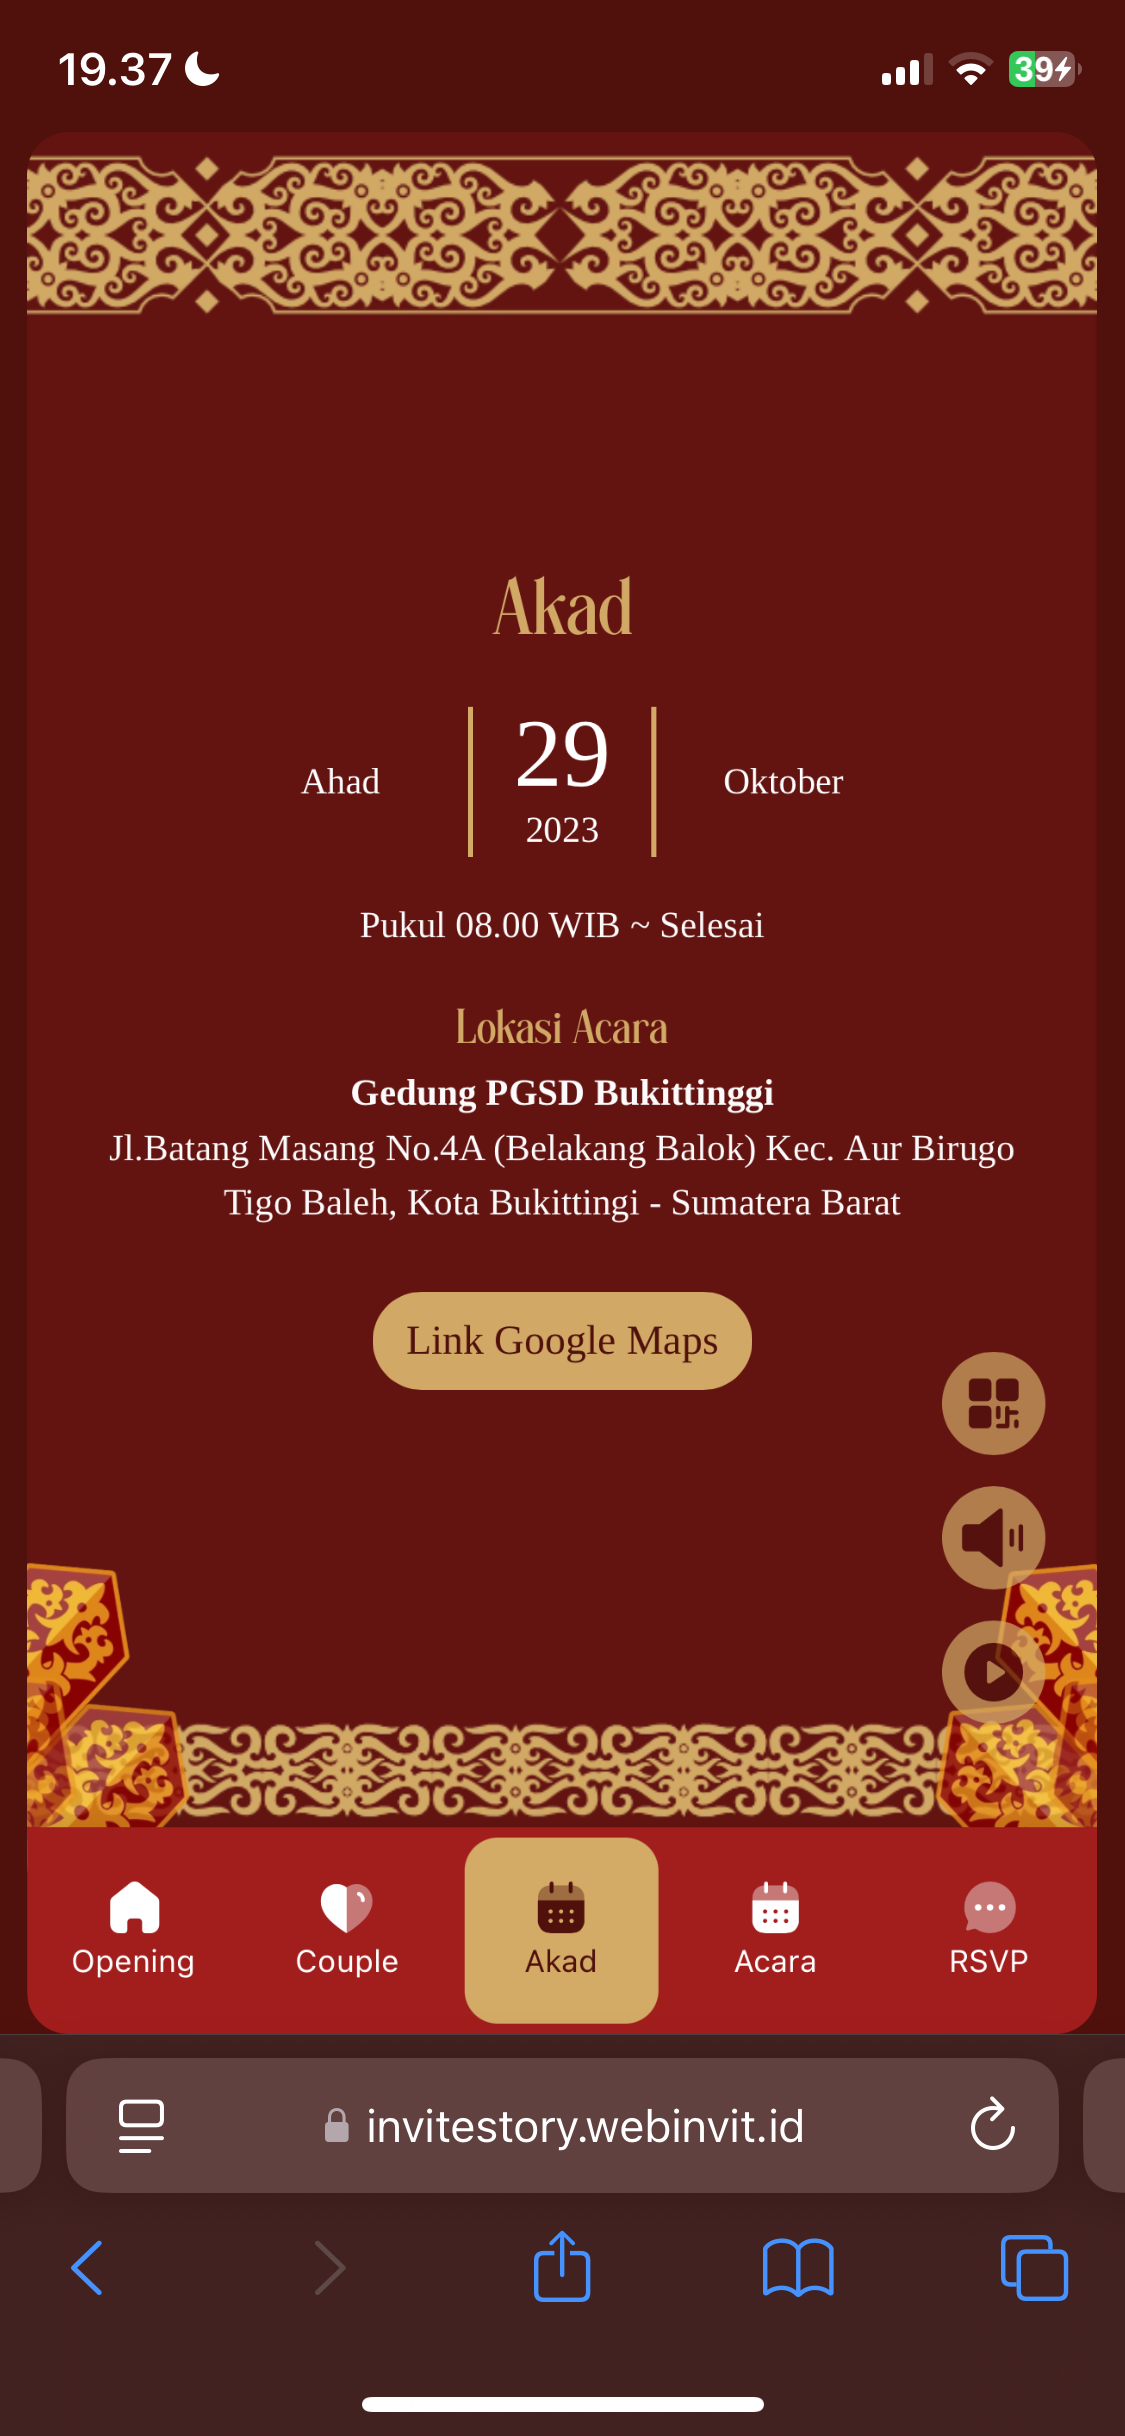 19.37
39
Akad
Ahad
29
2023
Oktober
Pukul 08.00 WIB ~ Selesai
Lokasi Acara
Gedung PGSD Bukittinggi
Jl.Batang Masang No.4A (Belakang Balok) Kec. Aur Birugo
Tigo Baleh, Kota Bukittingi - Sumatera Barat
Link Google Maps
Opening
Couple
Akad
Acara
RSVP
invitestory.webinvit.id